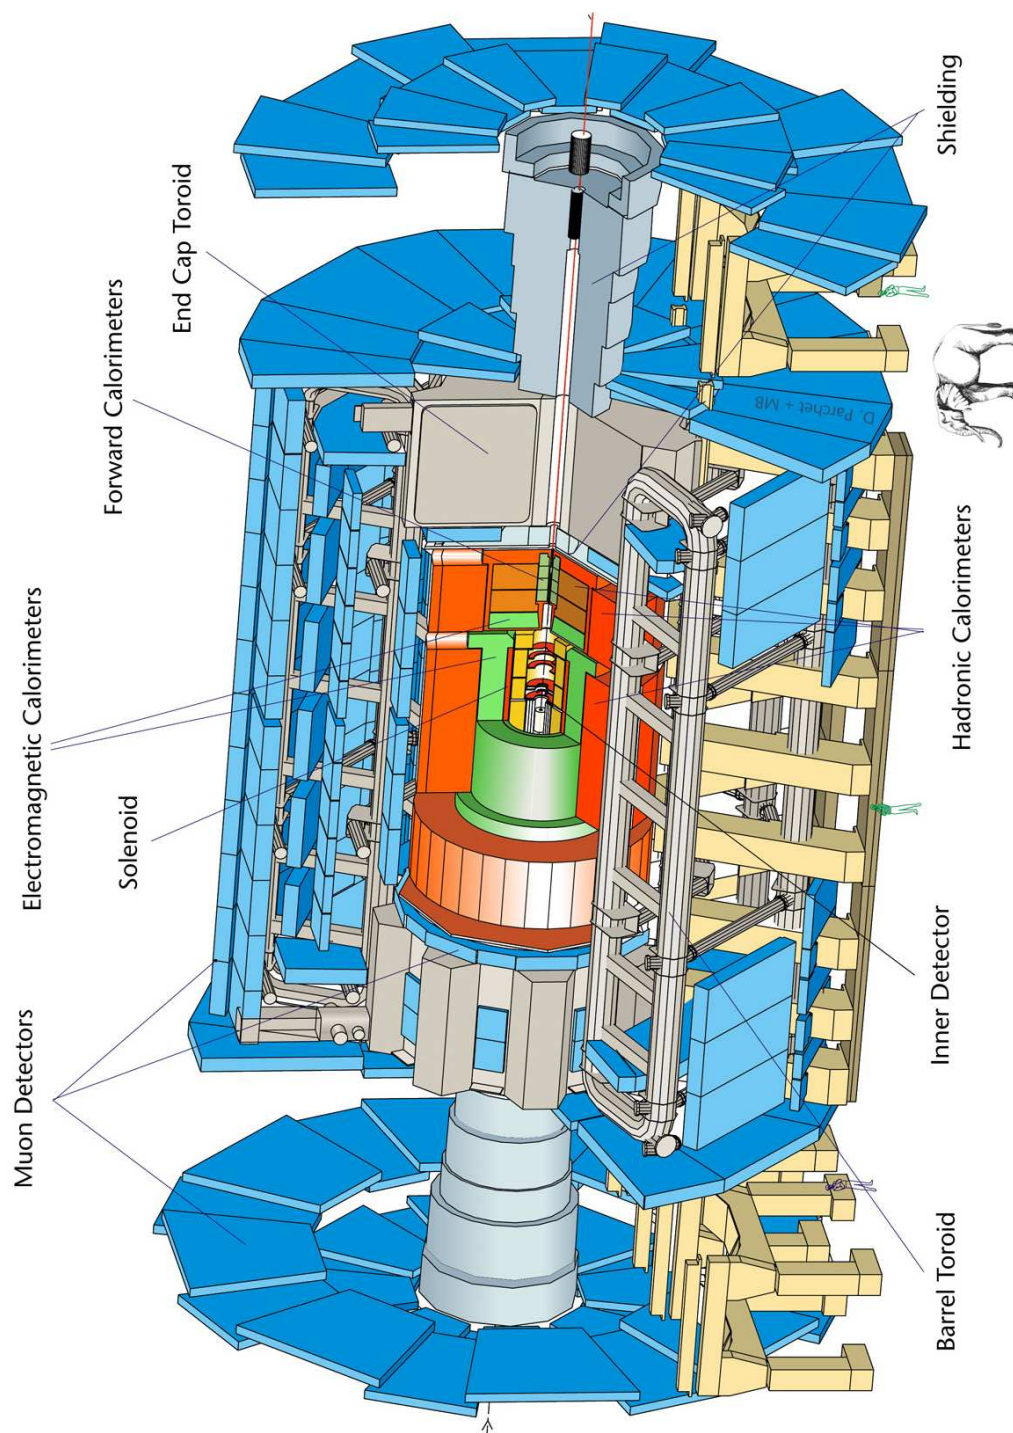 Muon Detectors
Electromagnetic Calorimeters
Solenoid
Forward Calorimeters
End Cap Toroid
Barrel Toroid
Inner Detector
Hadronic Calorimeters
Shielding
D. Parchet + MB